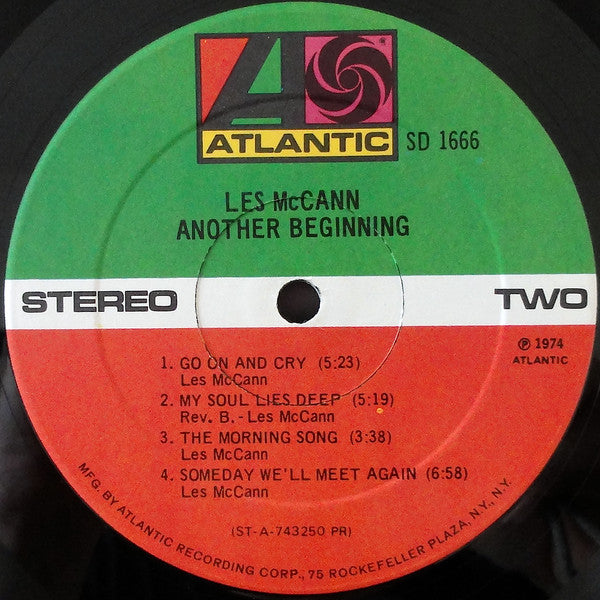 ATLANTIC
SD 1666
LES McCANN
ANOTHER BEGINNING
STEREO
TWO
℗ 1974
ATLANTIC
1. GO ON AND CRY (5:23)
Les McCann
2. MY SOUL LIES DEEP (5:19)
Rev. B. - Les McCann
3. THE MORNING SONG (3:38)
Les McCann
4. SOMEDAY WE'LL MEET AGAIN (6:58)
Les McCann
(ST-A-743250 PR)
MFG. BY ATLANTIC RECORDING CORP., 75 ROCKEFELLER PLAZA, N.Y., N.Y.